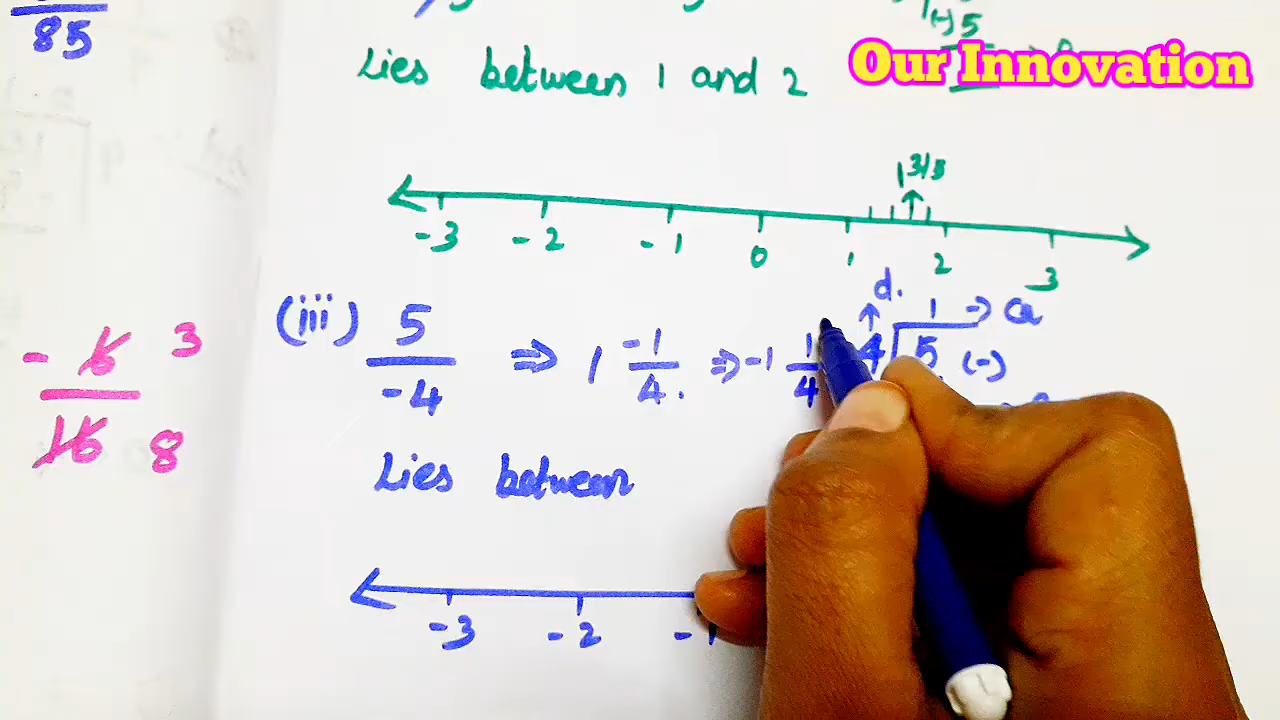 85
Lies between 1 and 2
Our Innovation
1 3/5
-3 -2 -1 0 1 2 3
(iii) 5/-4 ⇒ 1 -1/4. ⇒ -1 1/4
d. 1 ⇒ Q
4 5 (-)
-6/16 3 8
Lies between
-3 -2 -1